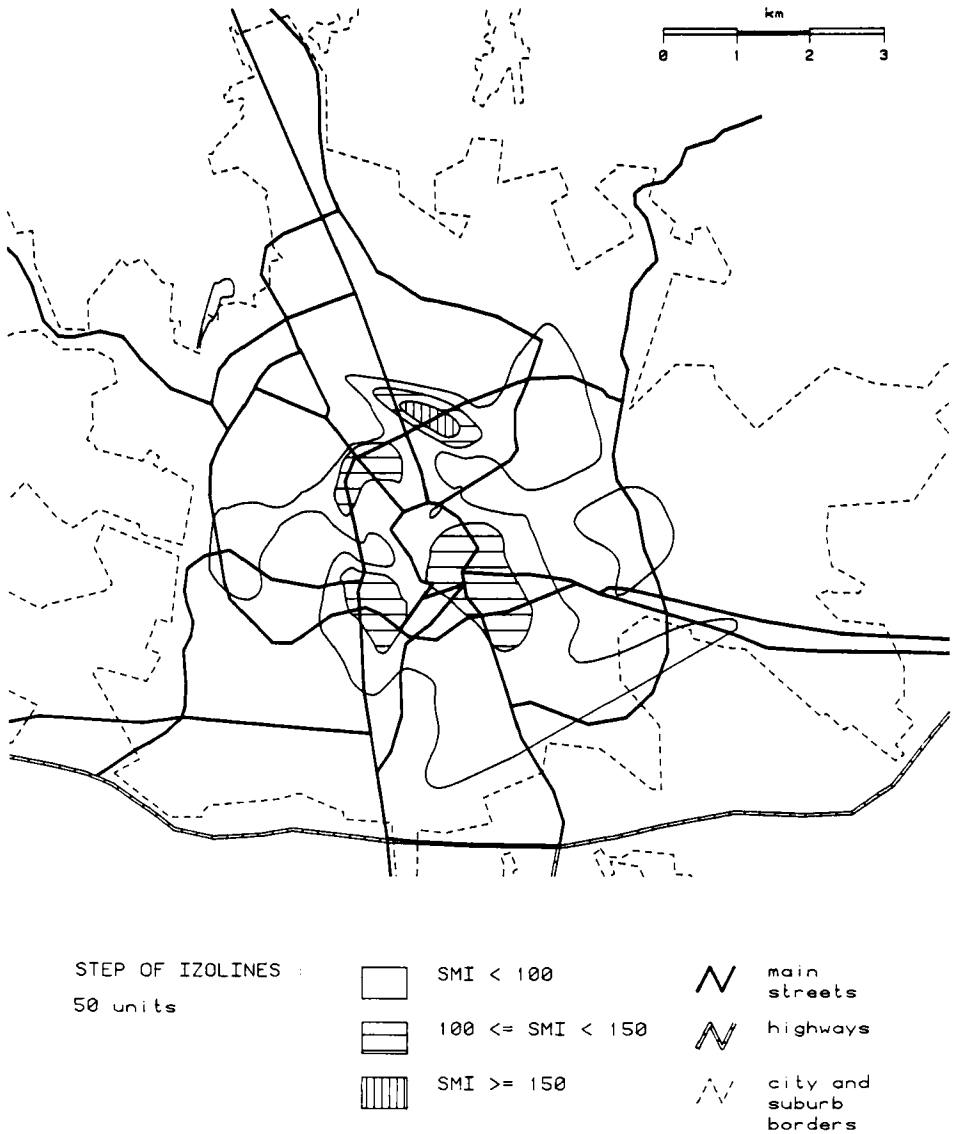 km
0 1 2 3
STEP OF IZOLINES :
50 units
SMI < 100
100 <= SMI < 150
SMI >= 150
main
streets
highways
city and
suburb
borders